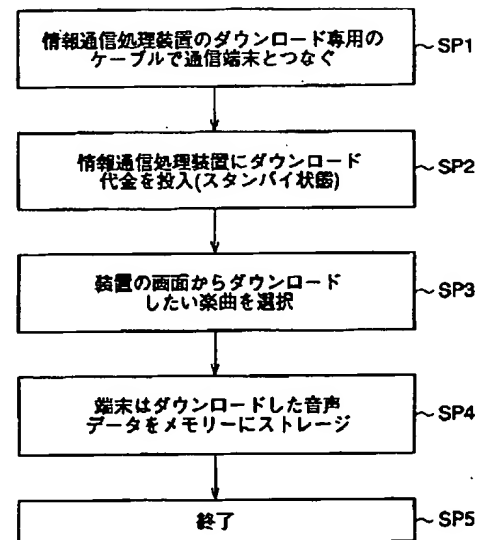 情報通信処理装置のダウンロード専用の
ケーブルで通信端末とつなぐ
~SP1
情報通信処理装置にダウンロード
代金を投入(スタンバイ状態)
~SP2
装置の画面からダウンロード
したい楽曲を選択
~SP3
端末はダウンロードした音声
データをメモリーにストレージ
~SP4
終了
~SP5